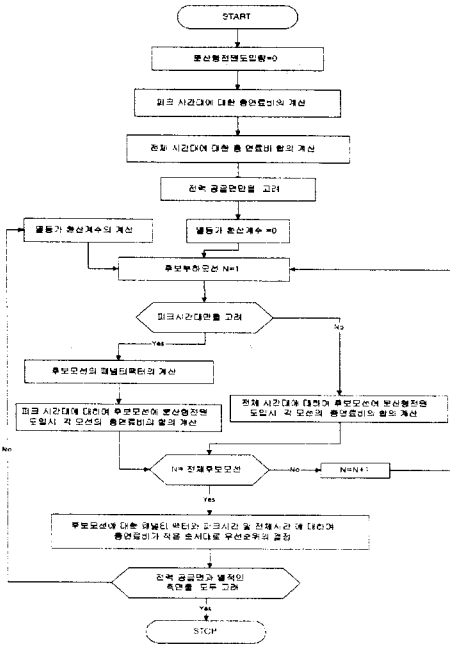 START
분산형전원도입량=0
피크 시간대에 대한 총연료비의 계산
전체 시간대에 대한 총 연료비 합의 계산
전력 공급면만을 고려
열등가 환산계수의 계산
열등가 환산계수 =0
후보부하모선 N=1
피크시간대만을 고려
Yes
No
후보모선의 패널티팩터의 계산
피크 시간대에 대하여 후보모선에 분산형전원
도입시 각 모선의 총연료비의 합의 계산
전체 시간대에 대하여 후보모선에 분산형전원
도입시 각 모선의 총연료비의 합의 계산
No
N= 전체후보모선
No
N=N+1
Yes
후보모선에 대한 패널티 팩터와 피크시간 및 전체시간 에 대하여
총연료비가 작은 순서대로 우선순위의 결정
전력 공급면과 열적인
측면을 모두 고려
Yes
STOP